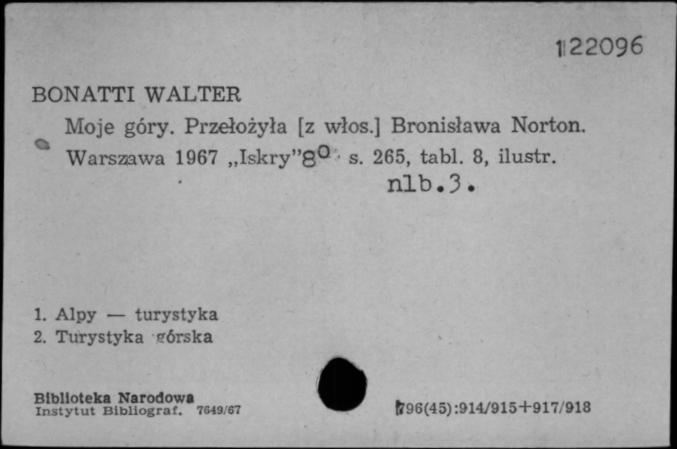 1122096
BONATTI WALTER
Moje góry. Przełożyła [z włos.] Bronisława Norton.
Warszawa 1967 „Iskry” 8o s. 265, tabl. 8, ilustr.
nlb.3.
1. Alpy — turystyka
2. Turystyka górska
Biblioteka Narodowa
Instytut Bibliograf. 7649/67
796(45):914/915+917/918